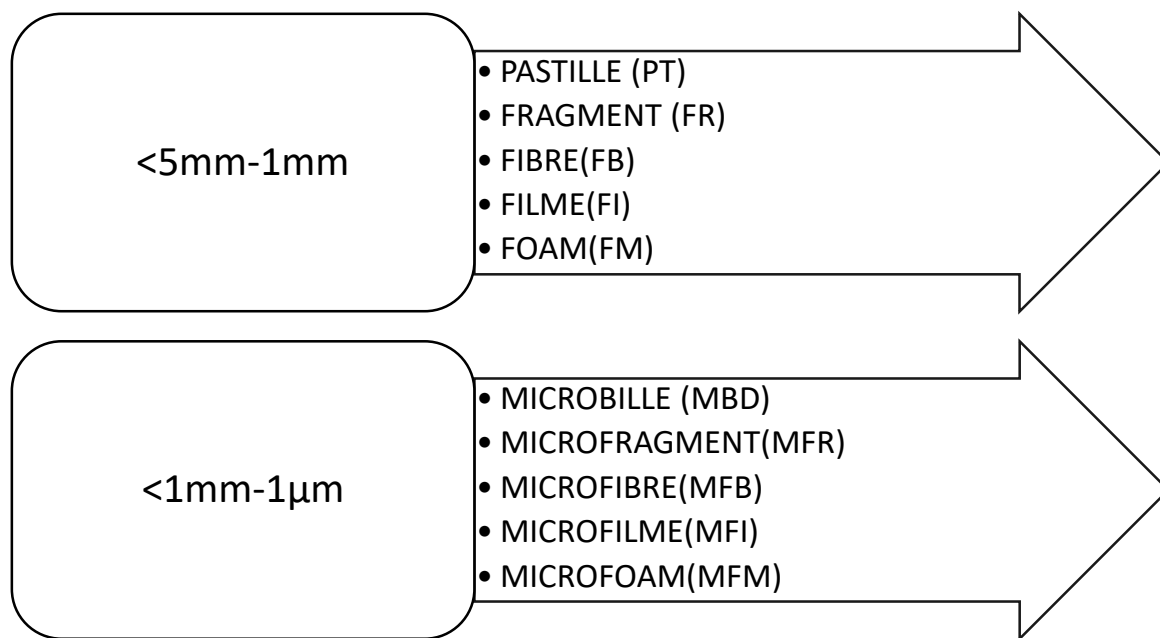 <5mm-1mm
• PASTILLE (PT)
• FRAGMENT (FR)
• FIBRE(FB)
• FILME(FI)
• FOAM(FM)
<1mm-1µm
• MICROBILLE (MBD)
• MICROFRAGMENT(MFR)
• MICROFIBRE(MFB)
• MICROFILME(MFI)
• MICROFOAM(MFM)